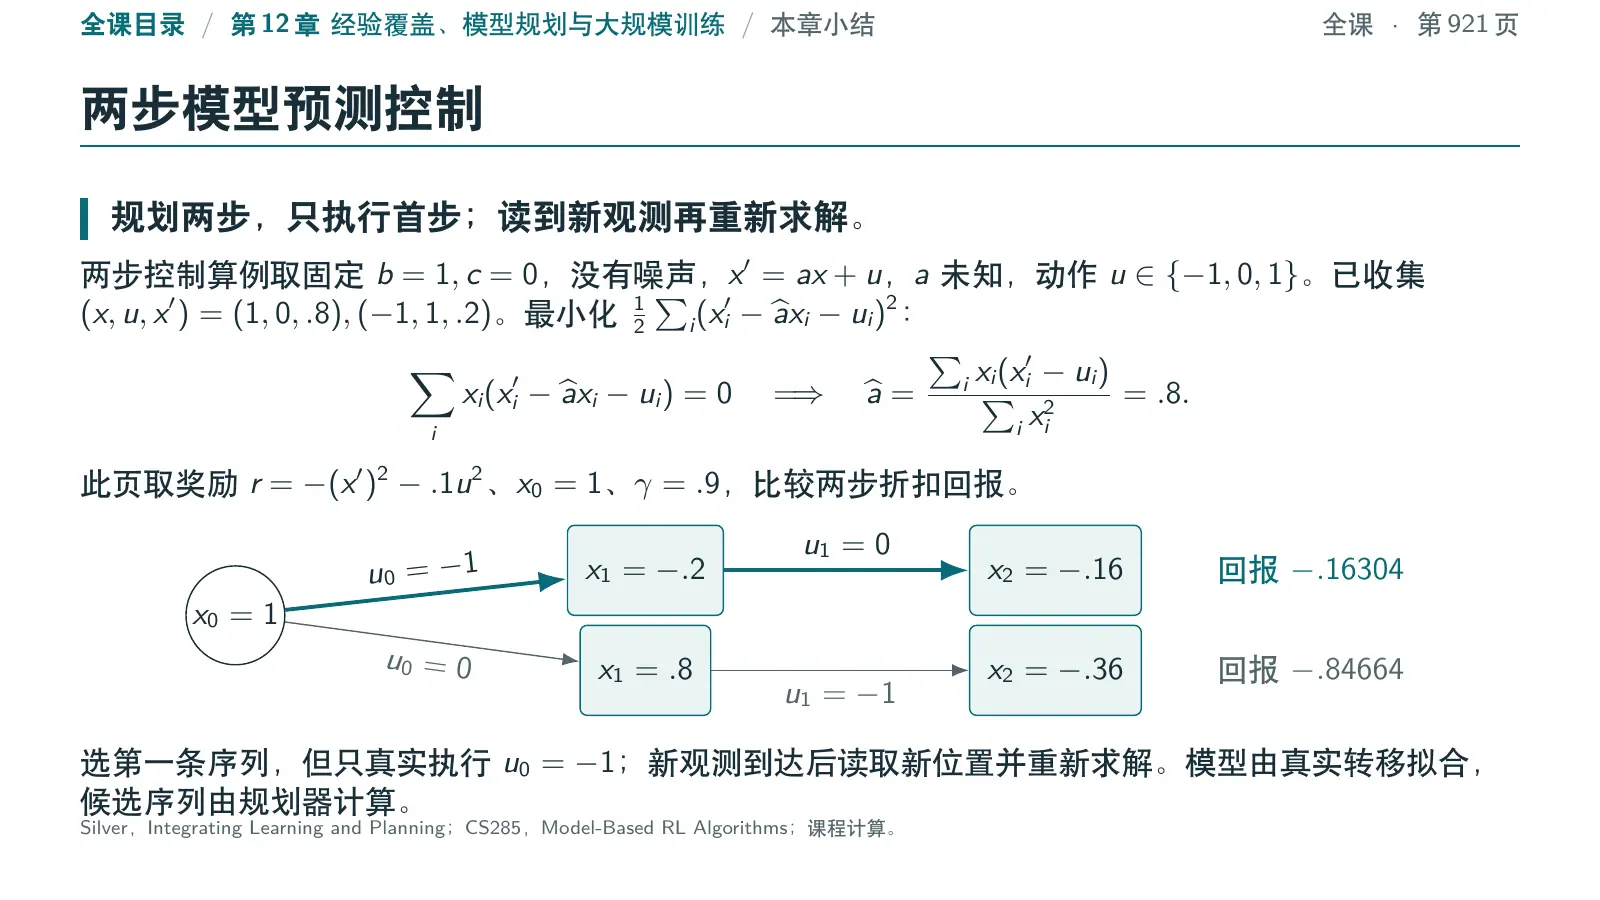 全课目录 / 第 12 章 经验覆盖、模型规划与大规模训练 / 本章小结
全课 · 第 921 页
两步模型预测控制
规划两步，只执行首步；读到新观测再重新求解。
两步控制算例取固定 b = 1, c = 0，没有噪声，x′ = ax + u，a 未知，动作 u ∈ {−1, 0, 1}。已收集
(x, u, x′) = (1, 0, .8), (−1, 1, .2)。最小化 ½ ∑ᵢ(x′ᵢ − âxᵢ − uᵢ)²：
∑ᵢ xᵢ(x′ᵢ − âxᵢ − uᵢ) = 0 ⟹ â = ∑ᵢ xᵢ(x′ᵢ − uᵢ) / ∑ᵢ xᵢ² = .8.
此页取奖励 r = −(x′)² − .1u²、x₀ = 1、γ = .9，比较两步折扣回报。
u₀ = −1
x₁ = −.2
u₁ = 0
x₂ = −.16
回报 −.16304
x₀ = 1
u₀ = 0
x₁ = .8
u₁ = −1
x₂ = −.36
回报 −.84664
选第一条序列，但只真实执行 u₀ = −1；新观测到达后读取新位置并重新求解。模型由真实转移拟合，
候选序列由规划器计算。
Silver, Integrating Learning and Planning；CS285, Model-Based RL Algorithms；课程计算。